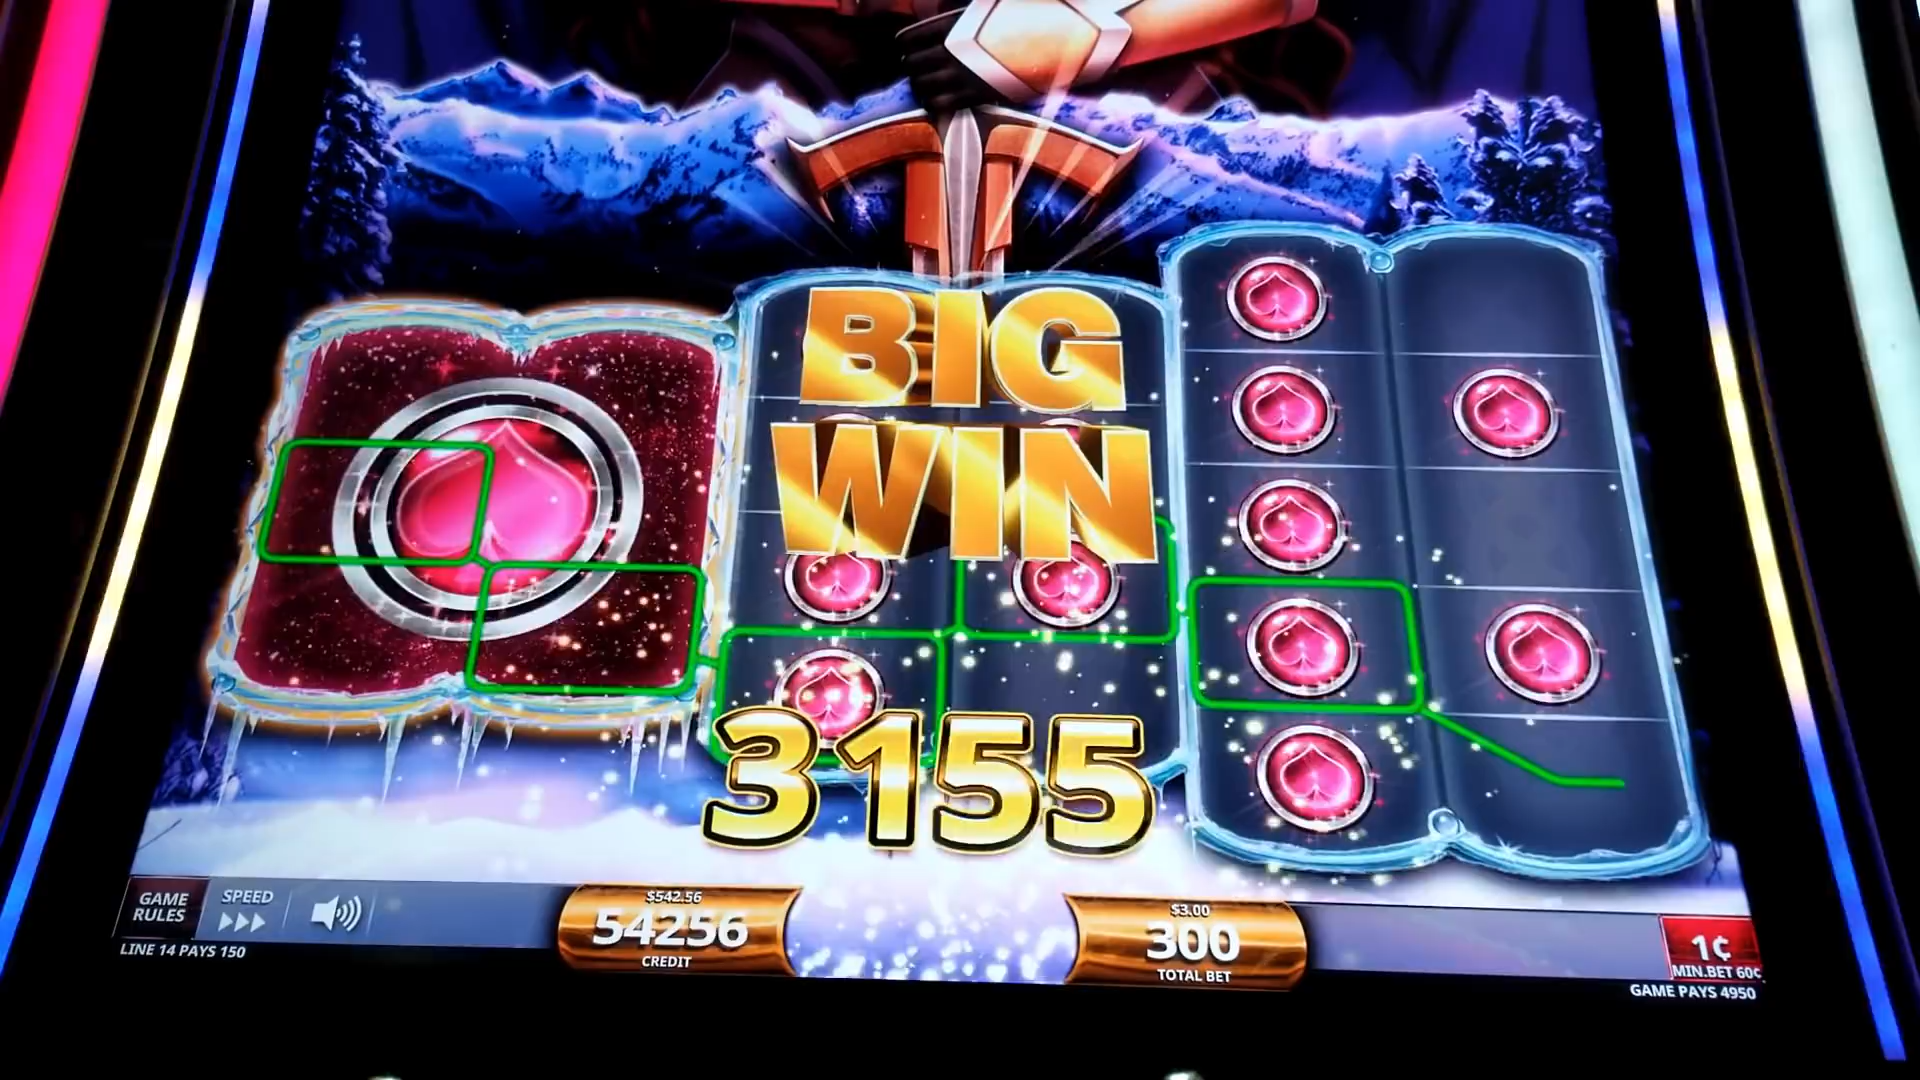 BIG
WIN
3155
GAME
RULES
SPEED
$542.56
54256
CREDIT
$3.00
300
TOTAL BET
1¢
MIN.BET 60¢
LINE 14 PAYS 150
GAME PAYS 4950